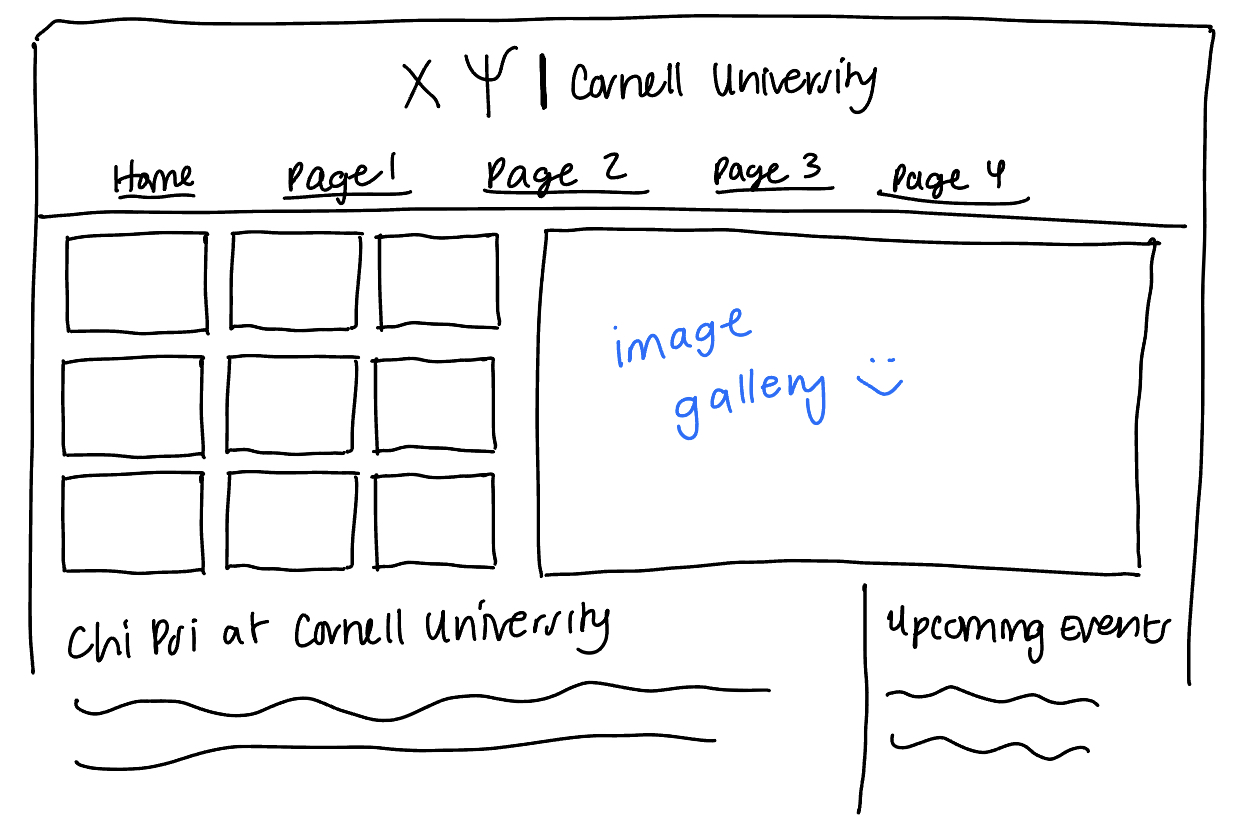 ΧΨ | Cornell University
Home Page 1 Page 2 Page 3 Page 4
image
gallery
Chi Psi at Cornell University
Upcoming Events